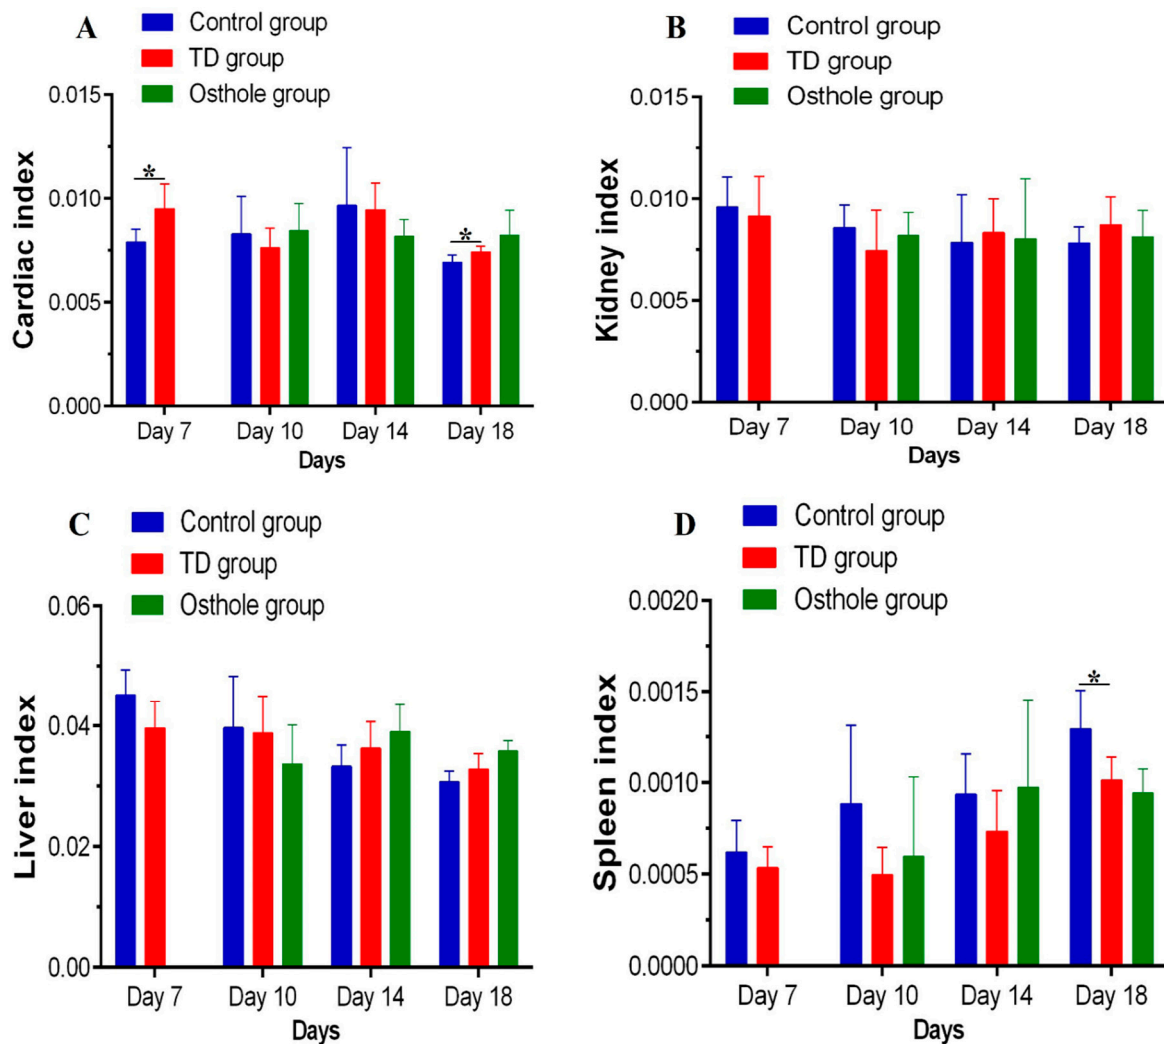 A
Control group
TD group
Osthole group
0.015
0.010
0.005
0.000
Cardiac index
*
*
Day 7 Day 10 Day 14 Day 18
Days
B
Control group
TD group
Osthole group
0.015
0.010
0.005
0.000
Kidney index
Day 7 Day 10 Day 14 Day 18
Days
C
Control group
TD group
Osthole group
0.06
0.04
0.02
0.00
Liver index
Day 7 Day 10 Day 14 Day 18
Days
D
Control group
TD group
Osthole group
0.0020
0.0015
0.0010
0.0005
0.0000
Spleen index
*
Day 7 Day 10 Day 14 Day 18
Days